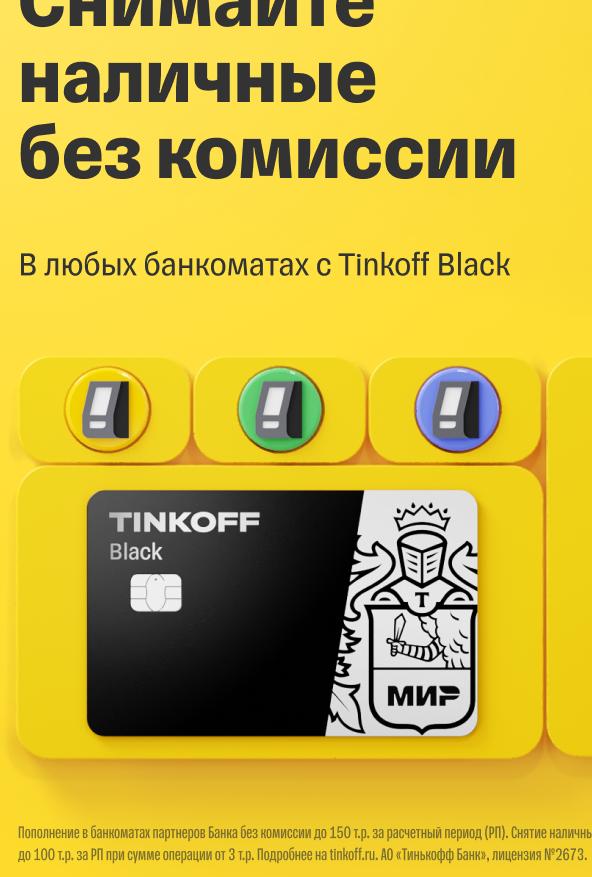 Снимайте
наличные
без комиссии
В любых банкоматах с Tinkoff Black
TINKOFF
Black
Т
МИР
Пополнение в банкоматах партнеров Банка без комиссии до 150 т.р. за расчетный период (РП). Снятие наличн
до 100 т.р. за РП при сумме операции от 3 т.р. Подробнее на tinkoff.ru. АО «Тинькофф Банк», лицензия №2673.